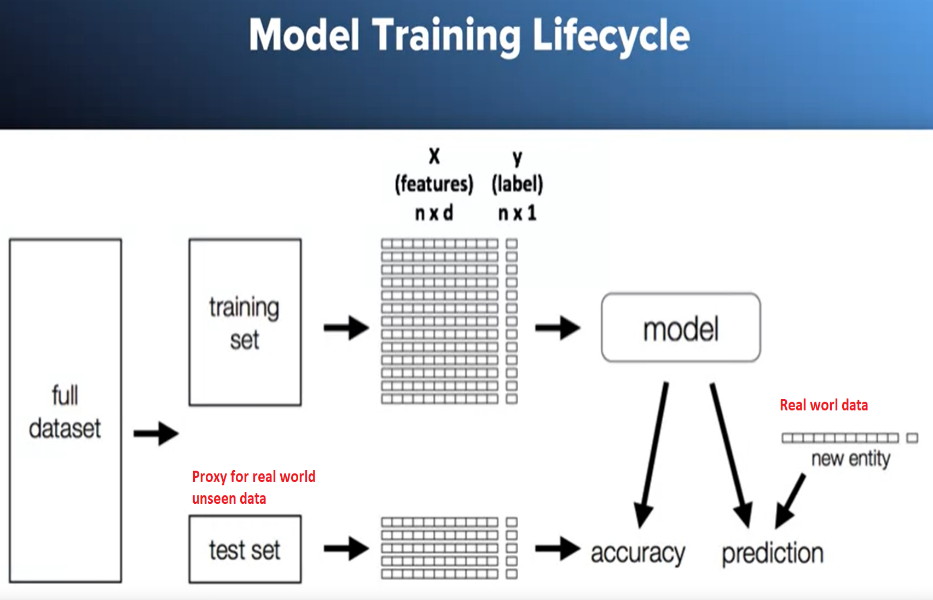 Model Training Lifecycle
X
(features)
n x d
y
(label)
n x 1
full
dataset
training
set
model
Real worl data
new entity
Proxy for real world
unseen data
test set
accuracy
prediction